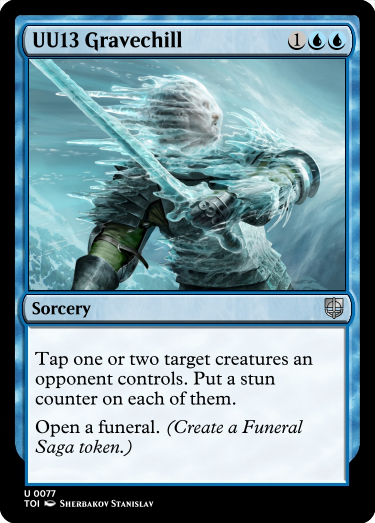 UU13 Gravechill 1
Sorcery
Tap one or two target creatures an
opponent controls. Put a stun
counter on each of them.
Open a funeral. (Create a Funeral
Saga token.)
U 0077
TOI Sherbakov Stanislav